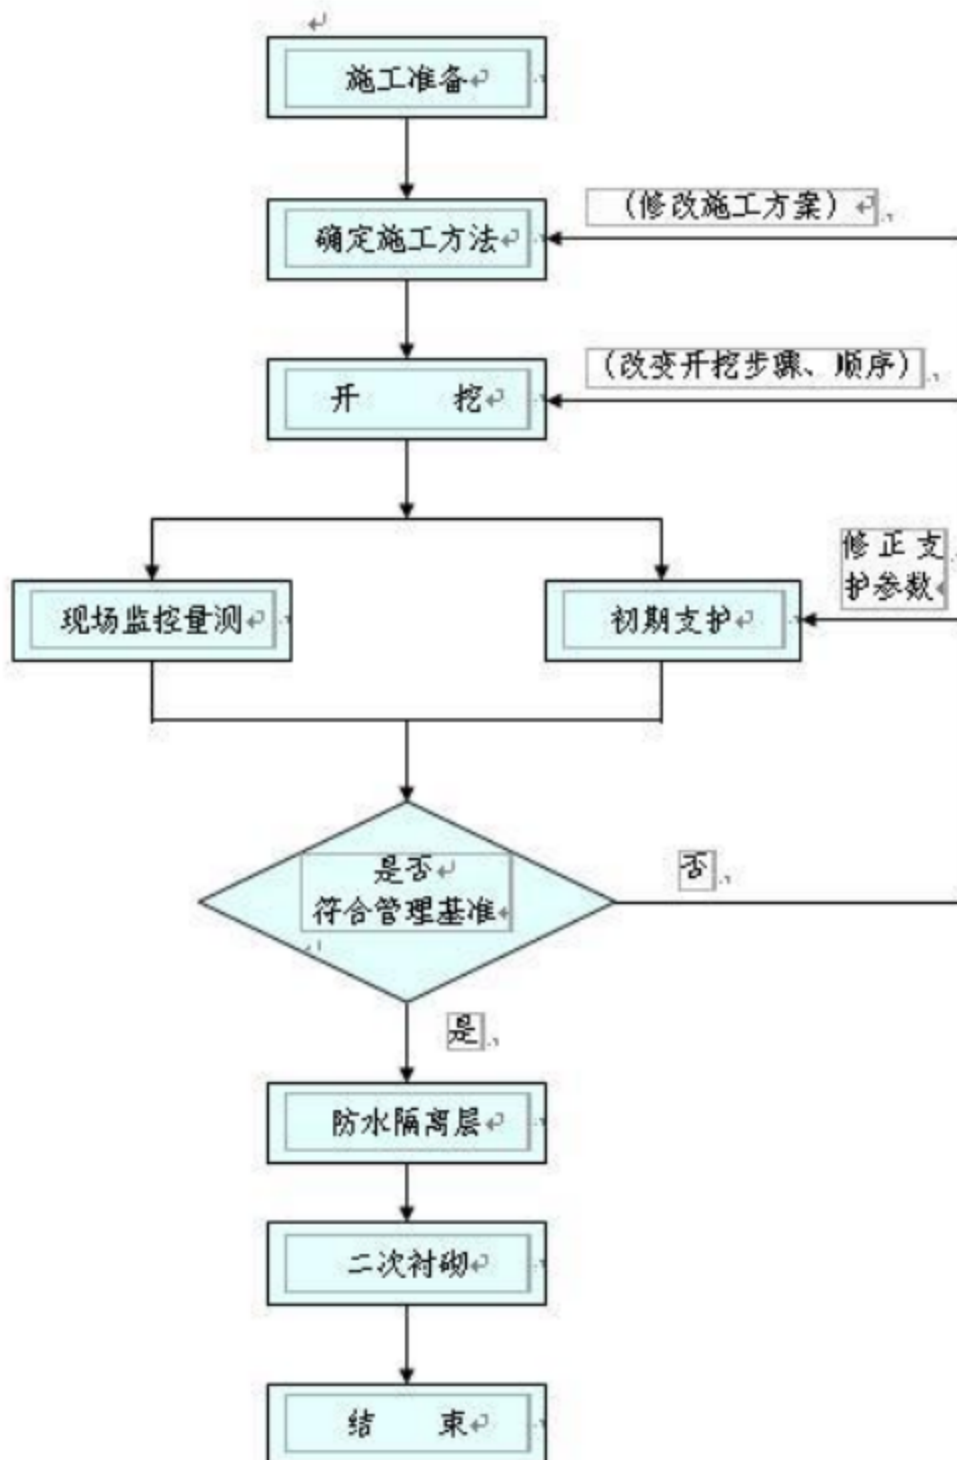 施工准备
(修改施工方案)
确定施工方法
(改变开挖步骤、顺序)
开 挖
修正支
护参数
现场监控量测
初期支护
是否
符合管理基准
否
是
防水隔离层
二次衬砌
结 束